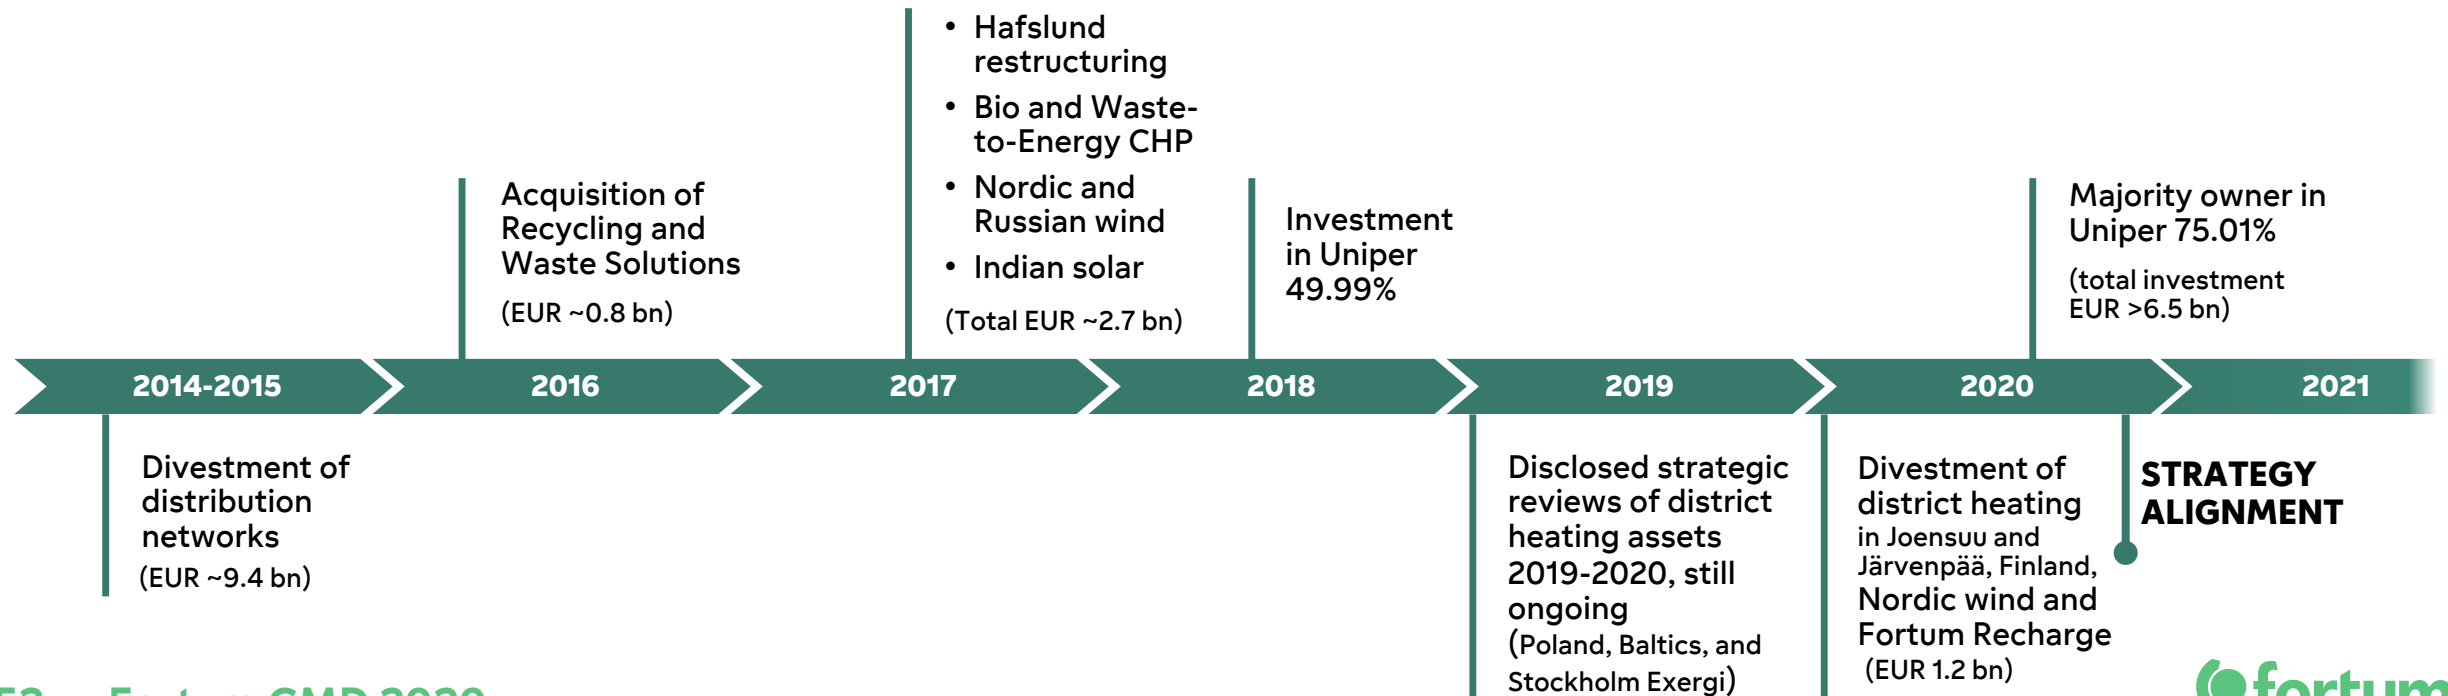 • Hafslund
restructuring
• Bio and Waste-
to-Energy CHP
• Nordic and
Russian wind
• Indian solar
(Total EUR ~2.7 bn)
Acquisition of
Recycling and
Waste Solutions
(EUR ~0.8 bn)
Investment
in Uniper
49.99%
Majority owner in
Uniper 75.01%
(total investment
EUR >6.5 bn)
2014-2015
2016
2017
2018
2019
2020
2021
Divestment of
distribution
networks
(EUR ~9.4 bn)
Disclosed strategic
reviews of district
heating assets
2019-2020, still
ongoing
(Poland, Baltics, and
Stockholm Exergi)
Divestment of
district heating
in Joensuu and
Järvenpää, Finland,
Nordic wind and
Fortum Recharge
(EUR 1.2 bn)
STRATEGY
ALIGNMENT
Fortum CMD 2020
fortum